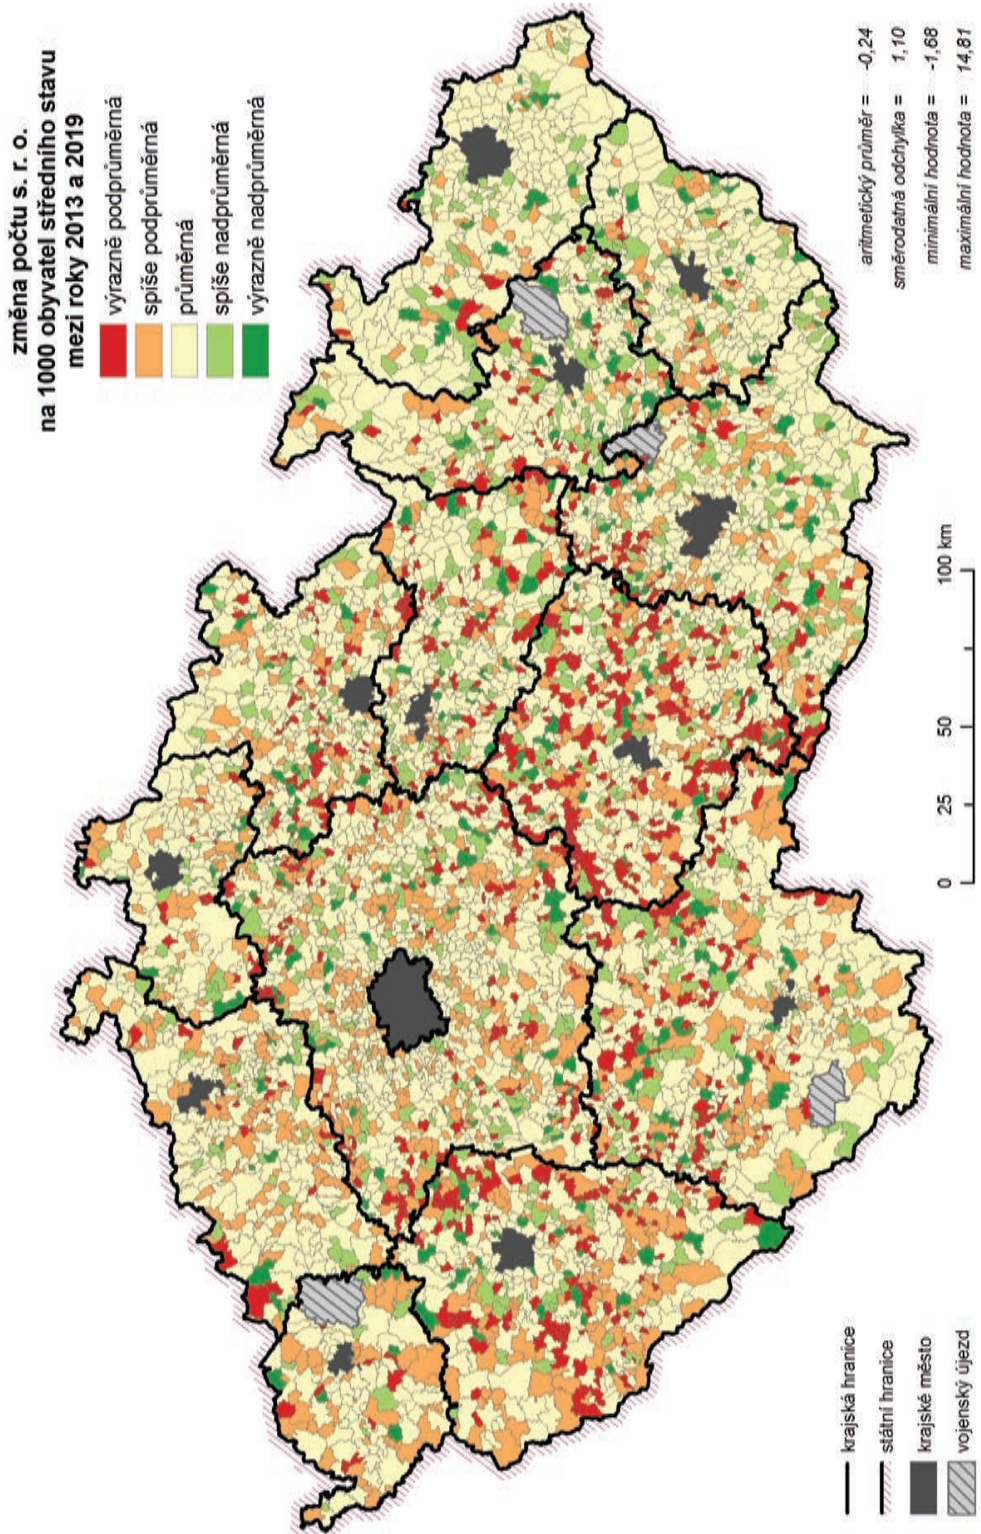 změna počtu s. r. o.
na 1000 obyvatel středního stavu
mezi roky 2013 a 2019
výrazně podprůměrná
spíše podprůměrná
průměrná
spíše nadprůměrná
výrazně nadprůměrná
krajská hranice
státní hranice
krajské město
vojenský újezd
0 25 50 100 km
aritmetický průměr = -0,24
směrodatná odchylka = 1,10
minimální hodnota = -1,68
maximální hodnota = 14,81